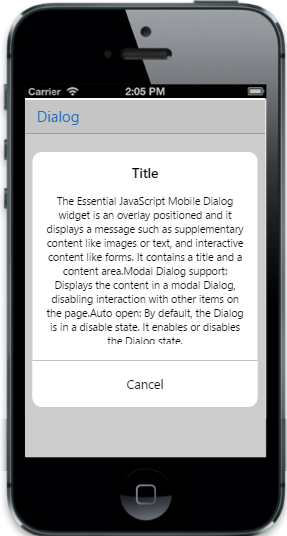 Carrier 2:05 PM
Dialog
Title
The Essential JavaScript Mobile Dialog
widget is an overlay positioned and it
displays a message such as supplementary
content like images or text, and interactive
content like forms. It contains a title and a
content area.Modal Dialog support:
Displays the content in a modal Dialog,
disabling interaction with other items on
the page.Auto open: By default, the Dialog
is in a disable state. It enables or disables
the Dialog state.
Cancel